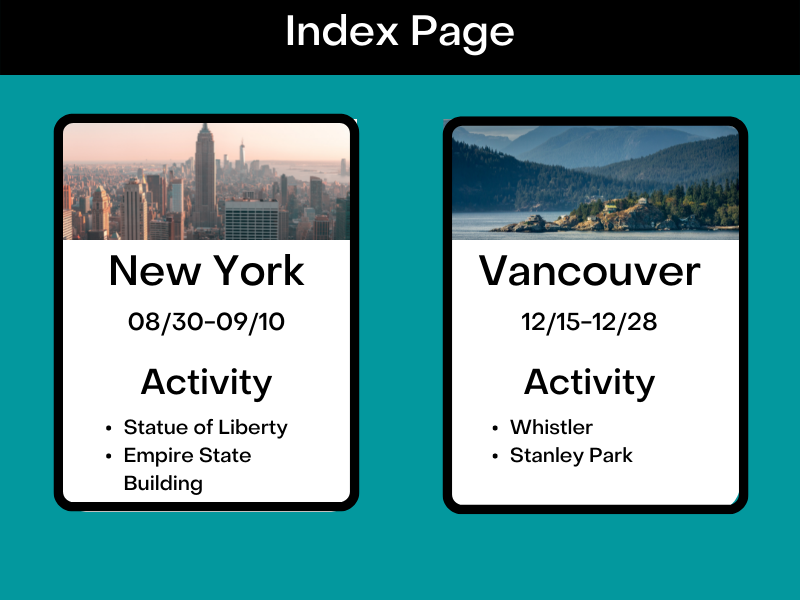 Index Page
New York
08/30-09/10
Activity
• Statue of Liberty
• Empire State
Building
Vancouver
12/15-12/28
Activity
• Whistler
• Stanley Park